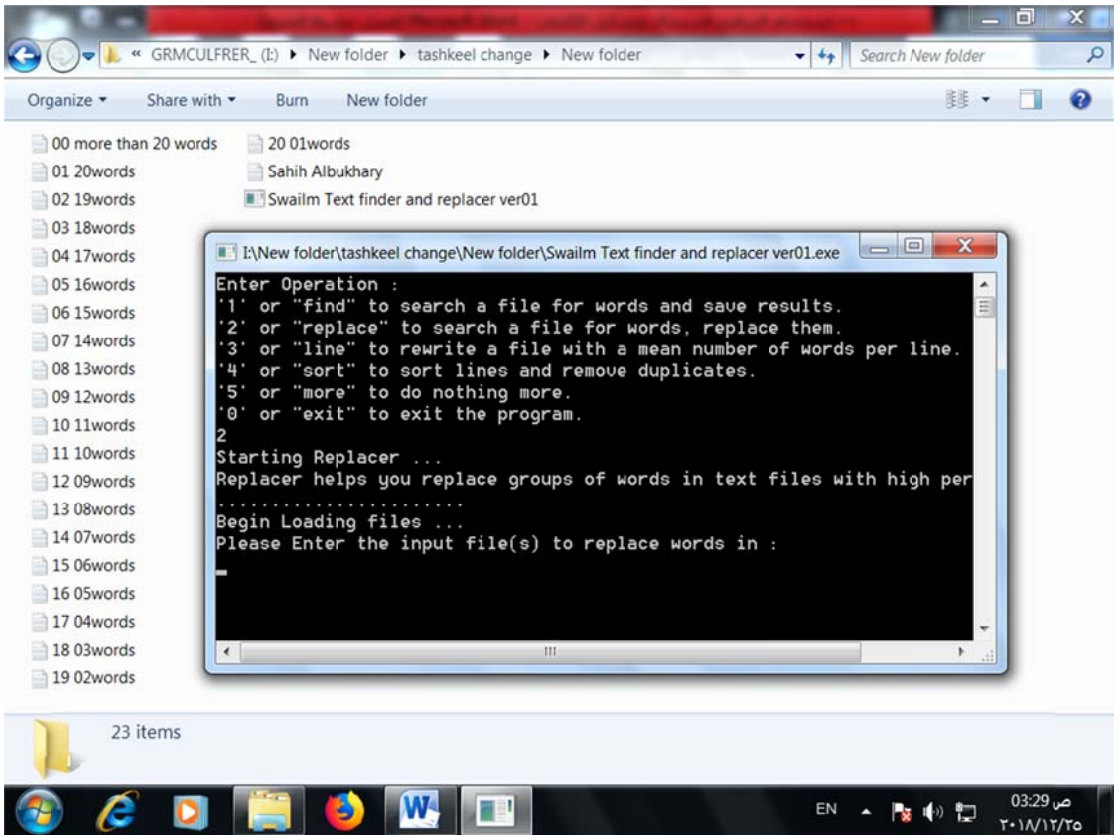 « GRMCULFRER_ (I:) ▸ New folder ▸ tashkeel change ▸ New folder
Search New folder
Organize Share with Burn New folder
00 more than 20 words
01 20words
02 19words
03 18words
04 17words
05 16words
06 15words
07 14words
08 13words
09 12words
10 11words
11 10words
12 09words
13 08words
14 07words
15 06words
16 05words
17 04words
18 03words
19 02words
20 01words
Sahih Albukhary
Swailm Text finder and replacer ver01
I:\New folder\tashkeel change\New folder\Swailm Text finder and replacer ver01.exe
Enter Operation :
'1' or "find" to search a file for words and save results.
'2' or "replace" to search a file for words, replace them.
'3' or "line" to rewrite a file with a mean number of words per line.
'4' or "sort" to sort lines and remove duplicates.
'5' or "more" to do nothing more.
'0' or "exit" to exit the program.
2
Starting Replacer ...
Replacer helps you replace groups of words in text files with high per
......................
Begin Loading files ...
Please Enter the input file(s) to replace words in :
23 items
EN
03:29 ص
٢٠١٨/١٢/٢٥